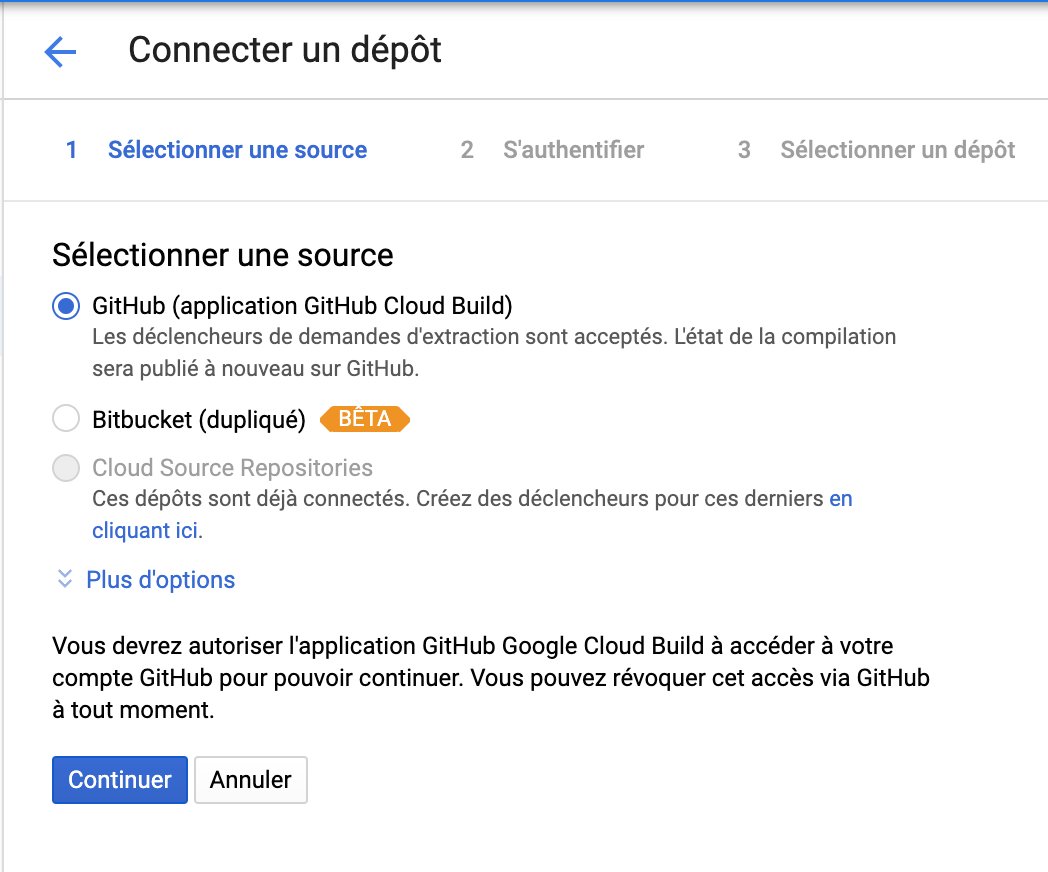 Connecter un dépôt
1 Sélectionner une source 2 S'authentifier 3 Sélectionner un dépôt
Sélectionner une source
GitHub (application GitHub Cloud Build)
Les déclencheurs de demandes d'extraction sont acceptés. L'état de la compilation
sera publié à nouveau sur GitHub.
Bitbucket (dupliqué) BÊTA
Cloud Source Repositories
Ces dépôts sont déjà connectés. Créez des déclencheurs pour ces derniers en
cliquant ici.
Plus d'options
Vous devrez autoriser l'application GitHub Google Cloud Build à accéder à votre
compte GitHub pour pouvoir continuer. Vous pouvez révoquer cet accès via GitHub
à tout moment.
Continuer Annuler